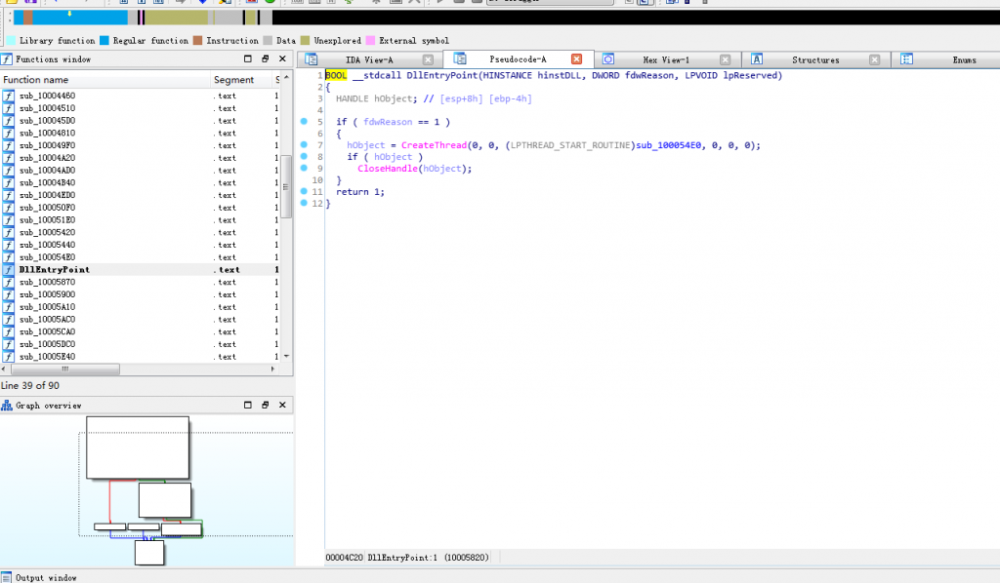 Library function Regular function Instruction Data Unexplored External symbol
Functions window
Function name Segment S
sub_10004460 .text 1
sub_10004510 .text 1
sub_100045D0 .text 1
sub_10004810 .text 1
sub_100049F0 .text 1
sub_10004A20 .text 1
sub_10004AD0 .text 1
sub_10004B40 .text 1
sub_10004ED0 .text 1
sub_100050F0 .text 1
sub_100051E0 .text 1
sub_10005420 .text 1
sub_10005440 .text 1
sub_100054E0 .text 1
DllEntryPoint .text 1
sub_10005870 .text 1
sub_10005900 .text 1
sub_10005A10 .text 1
sub_10005AC0 .text 1
sub_10005CA0 .text 1
sub_10005DC0 .text 1
sub_10005E40 .text 1
Line 39 of 90
Graph overview
IDA View-A Pseudocode-A Hex View-1 Structures Enums
1 BOOL __stdcall DllEntryPoint(HINSTANCE hinstDLL, DWORD fdwReason, LPVOID lpReserved)
2 {
3 HANDLE hObject; // [esp+8h] [ebp-4h]
4
5 if ( fdwReason == 1 )
6 {
7 hObject = CreateThread(0, 0, (LPTHREAD_START_ROUTINE)sub_100054E0, 0, 0, 0);
8 if ( hObject )
9 CloseHandle(hObject);
10 }
11 return 1;
12 }
00004C20 DllEntryPoint:1 (10005820)
Output window